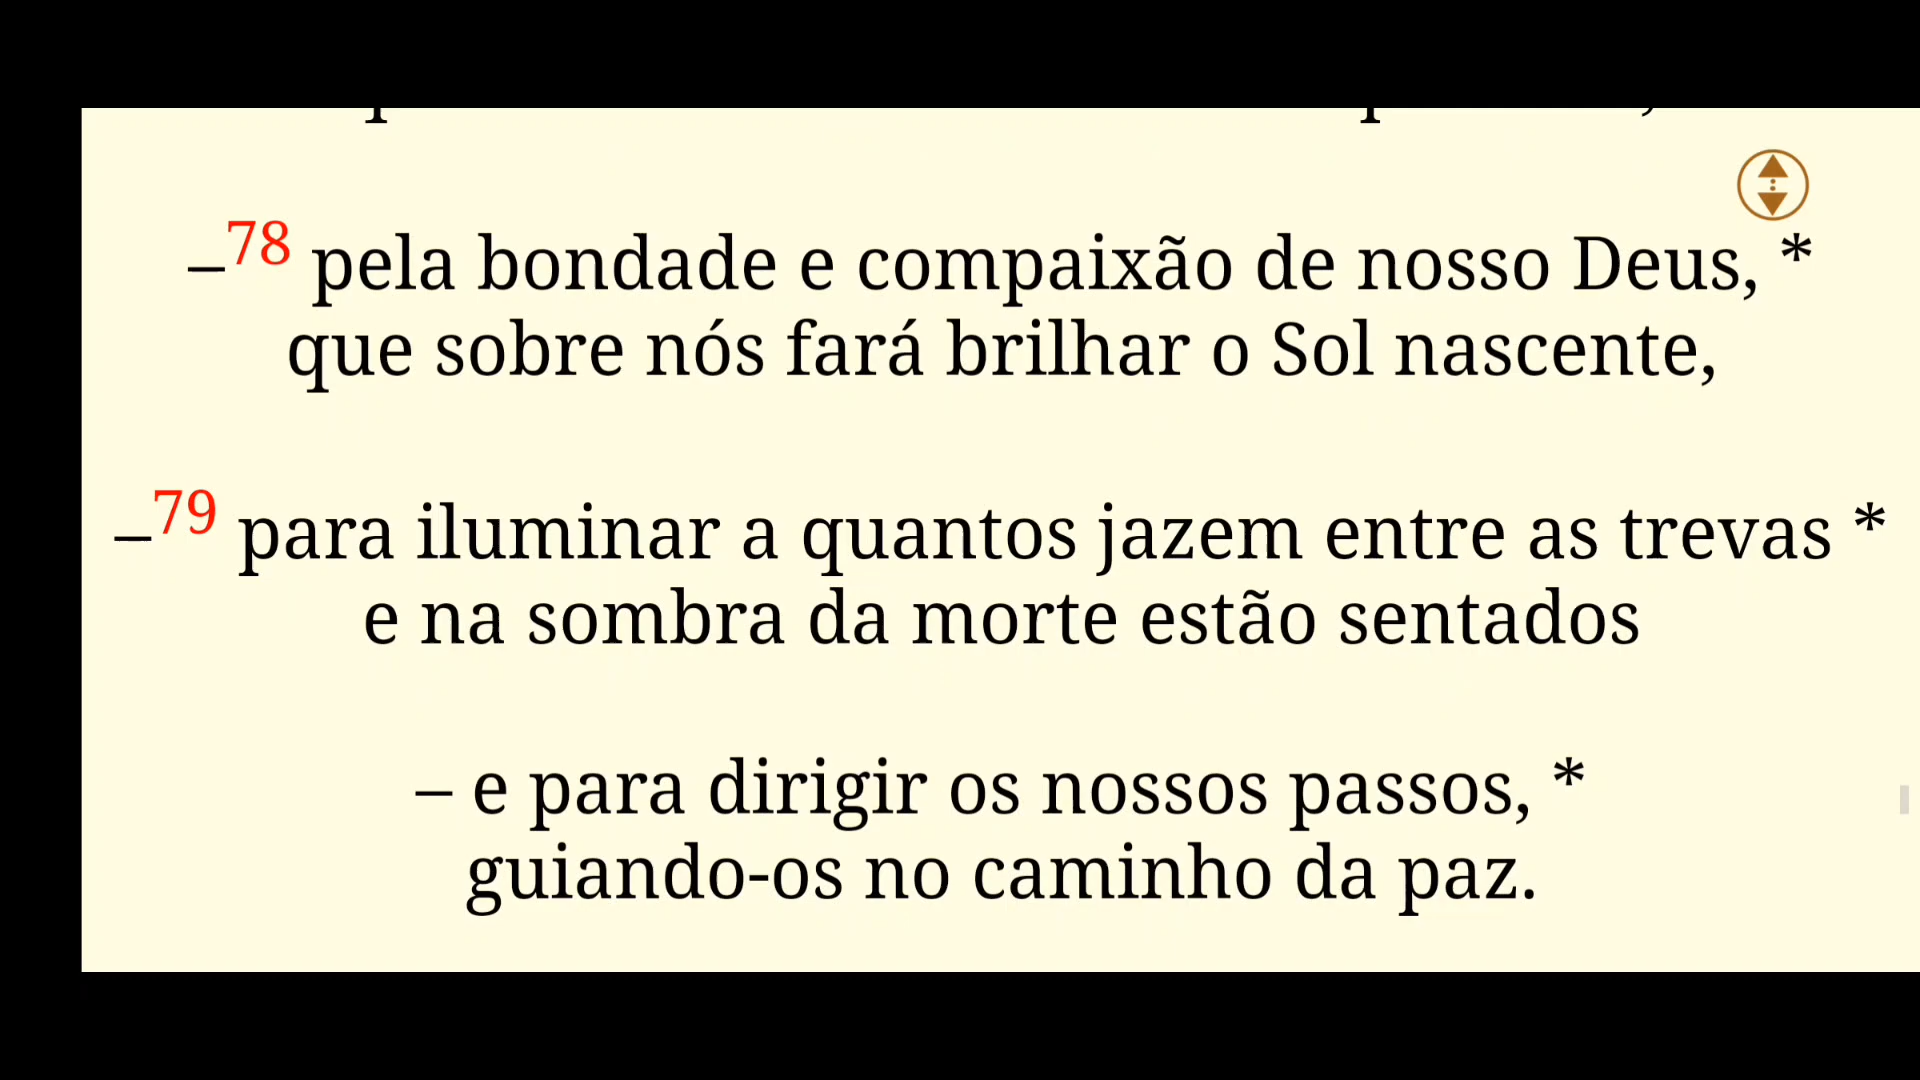 –78 pela bondade e compaixão de nosso Deus, *
que sobre nós fará brilhar o Sol nascente,
–79 para iluminar a quantos jazem entre as trevas *
e na sombra da morte estão sentados
– e para dirigir os nossos passos, *
guiando-os no caminho da paz.